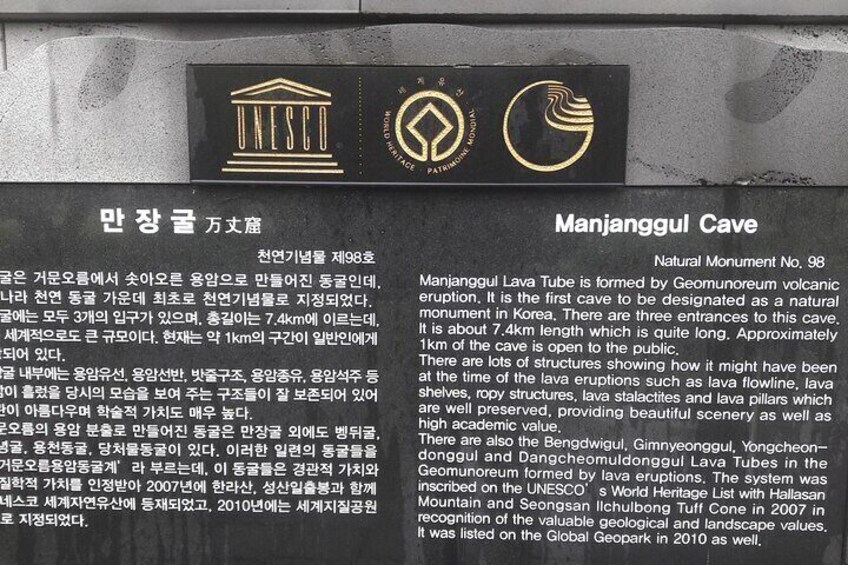 UNESCO
세계유산
WORLD HERITAGE · PATRIMOINE MONDIAL
만장굴 万丈窟
천연기념물 제98호
굴은 거문오름에서 솟아오른 용암으로 만들어진 동굴인데,
나라 천연 동굴 가운데 최초로 천연기념물로 지정되었다.
굴에는 모두 3개의 입구가 있으며, 총길이는 7.4km에 이르는데,
세계적으로도 큰 규모이다. 현재는 약 1km의 구간이 일반인에게
되어 있다.
굴 내부에는 용암유선, 용암선반, 밧줄구조, 용암종유, 용암석주 등
이 흘렀을 당시의 모습을 보여 주는 구조들이 잘 보존되어 있어
관이 아름다우며 학술적 가치도 매우 높다.
문오름의 용암 분출로 만들어진 동굴은 만장굴 외에도 벵뒤굴,
녕굴, 용천동굴, 당처물동굴이 있다. 이러한 일련의 동굴들을
거문오름용암동굴계’라 부르는데, 이 동굴들은 경관적 가치와
질학적 가치를 인정받아 2007년에 한라산, 성산일출봉과 함께
네스코 세계자연유산에 등재되었고, 2010년에는 세계지질공원
로 지정되었다.
Manjanggul Cave
Natural Monument No. 98
Manjanggul Lava Tube is formed by Geomunoreum volcanic
eruption. It is the first cave to be designated as a natural
monument in Korea. There are three entrances to this cave.
It is about 7.4km length which is quite long. Approximately
1km of the cave is open to the public.
There are lots of structures showing how it might have been
at the time of the lava eruptions such as lava flowline, lava
shelves, ropy structures, lava stalactites and lava pillars which
are well preserved, providing beautiful scenery as well as
high academic value.
There are also the Bengdwigul, Gimnyeonggul, Yongcheon-
donggul and Dangcheomuldonggul Lava Tubes in the
Geomunoreum formed by lava eruptions. The system was
inscribed on the UNESCO's World Heritage List with Hallasan
Mountain and Seongsan Ilchulbong Tuff Cone in 2007 in
recognition of the valuable geological and landscape values.
It was listed on the Global Geopark in 2010 as well.